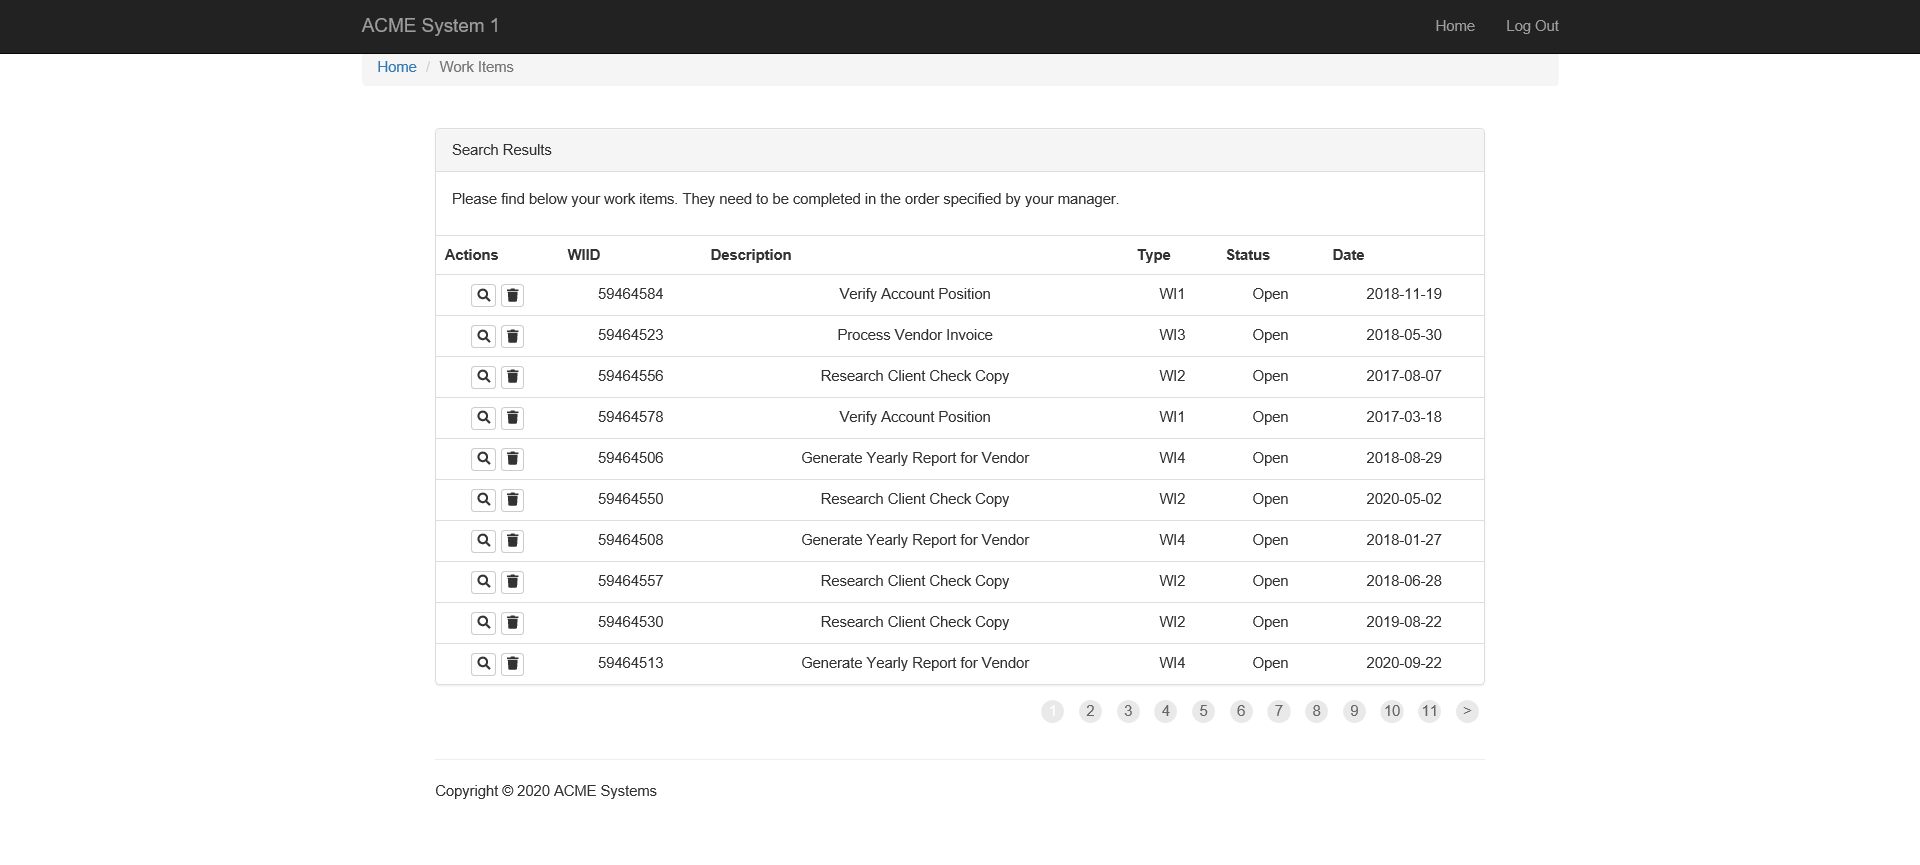 ACME System 1 Home Log Out
Home / Work Items
Search Results
Please find below your work items. They need to be completed in the order specified by your manager.
Actions WIID Description Type Status Date
59464584 Verify Account Position WI1 Open 2018-11-19
59464523 Process Vendor Invoice WI3 Open 2018-05-30
59464556 Research Client Check Copy WI2 Open 2017-08-07
59464578 Verify Account Position WI1 Open 2017-03-18
59464506 Generate Yearly Report for Vendor WI4 Open 2018-08-29
59464550 Research Client Check Copy WI2 Open 2020-05-02
59464508 Generate Yearly Report for Vendor WI4 Open 2018-01-27
59464557 Research Client Check Copy WI2 Open 2018-06-28
59464530 Research Client Check Copy WI2 Open 2019-08-22
59464513 Generate Yearly Report for Vendor WI4 Open 2020-09-22
1 2 3 4 5 6 7 8 9 10 11 >
Copyright © 2020 ACME Systems